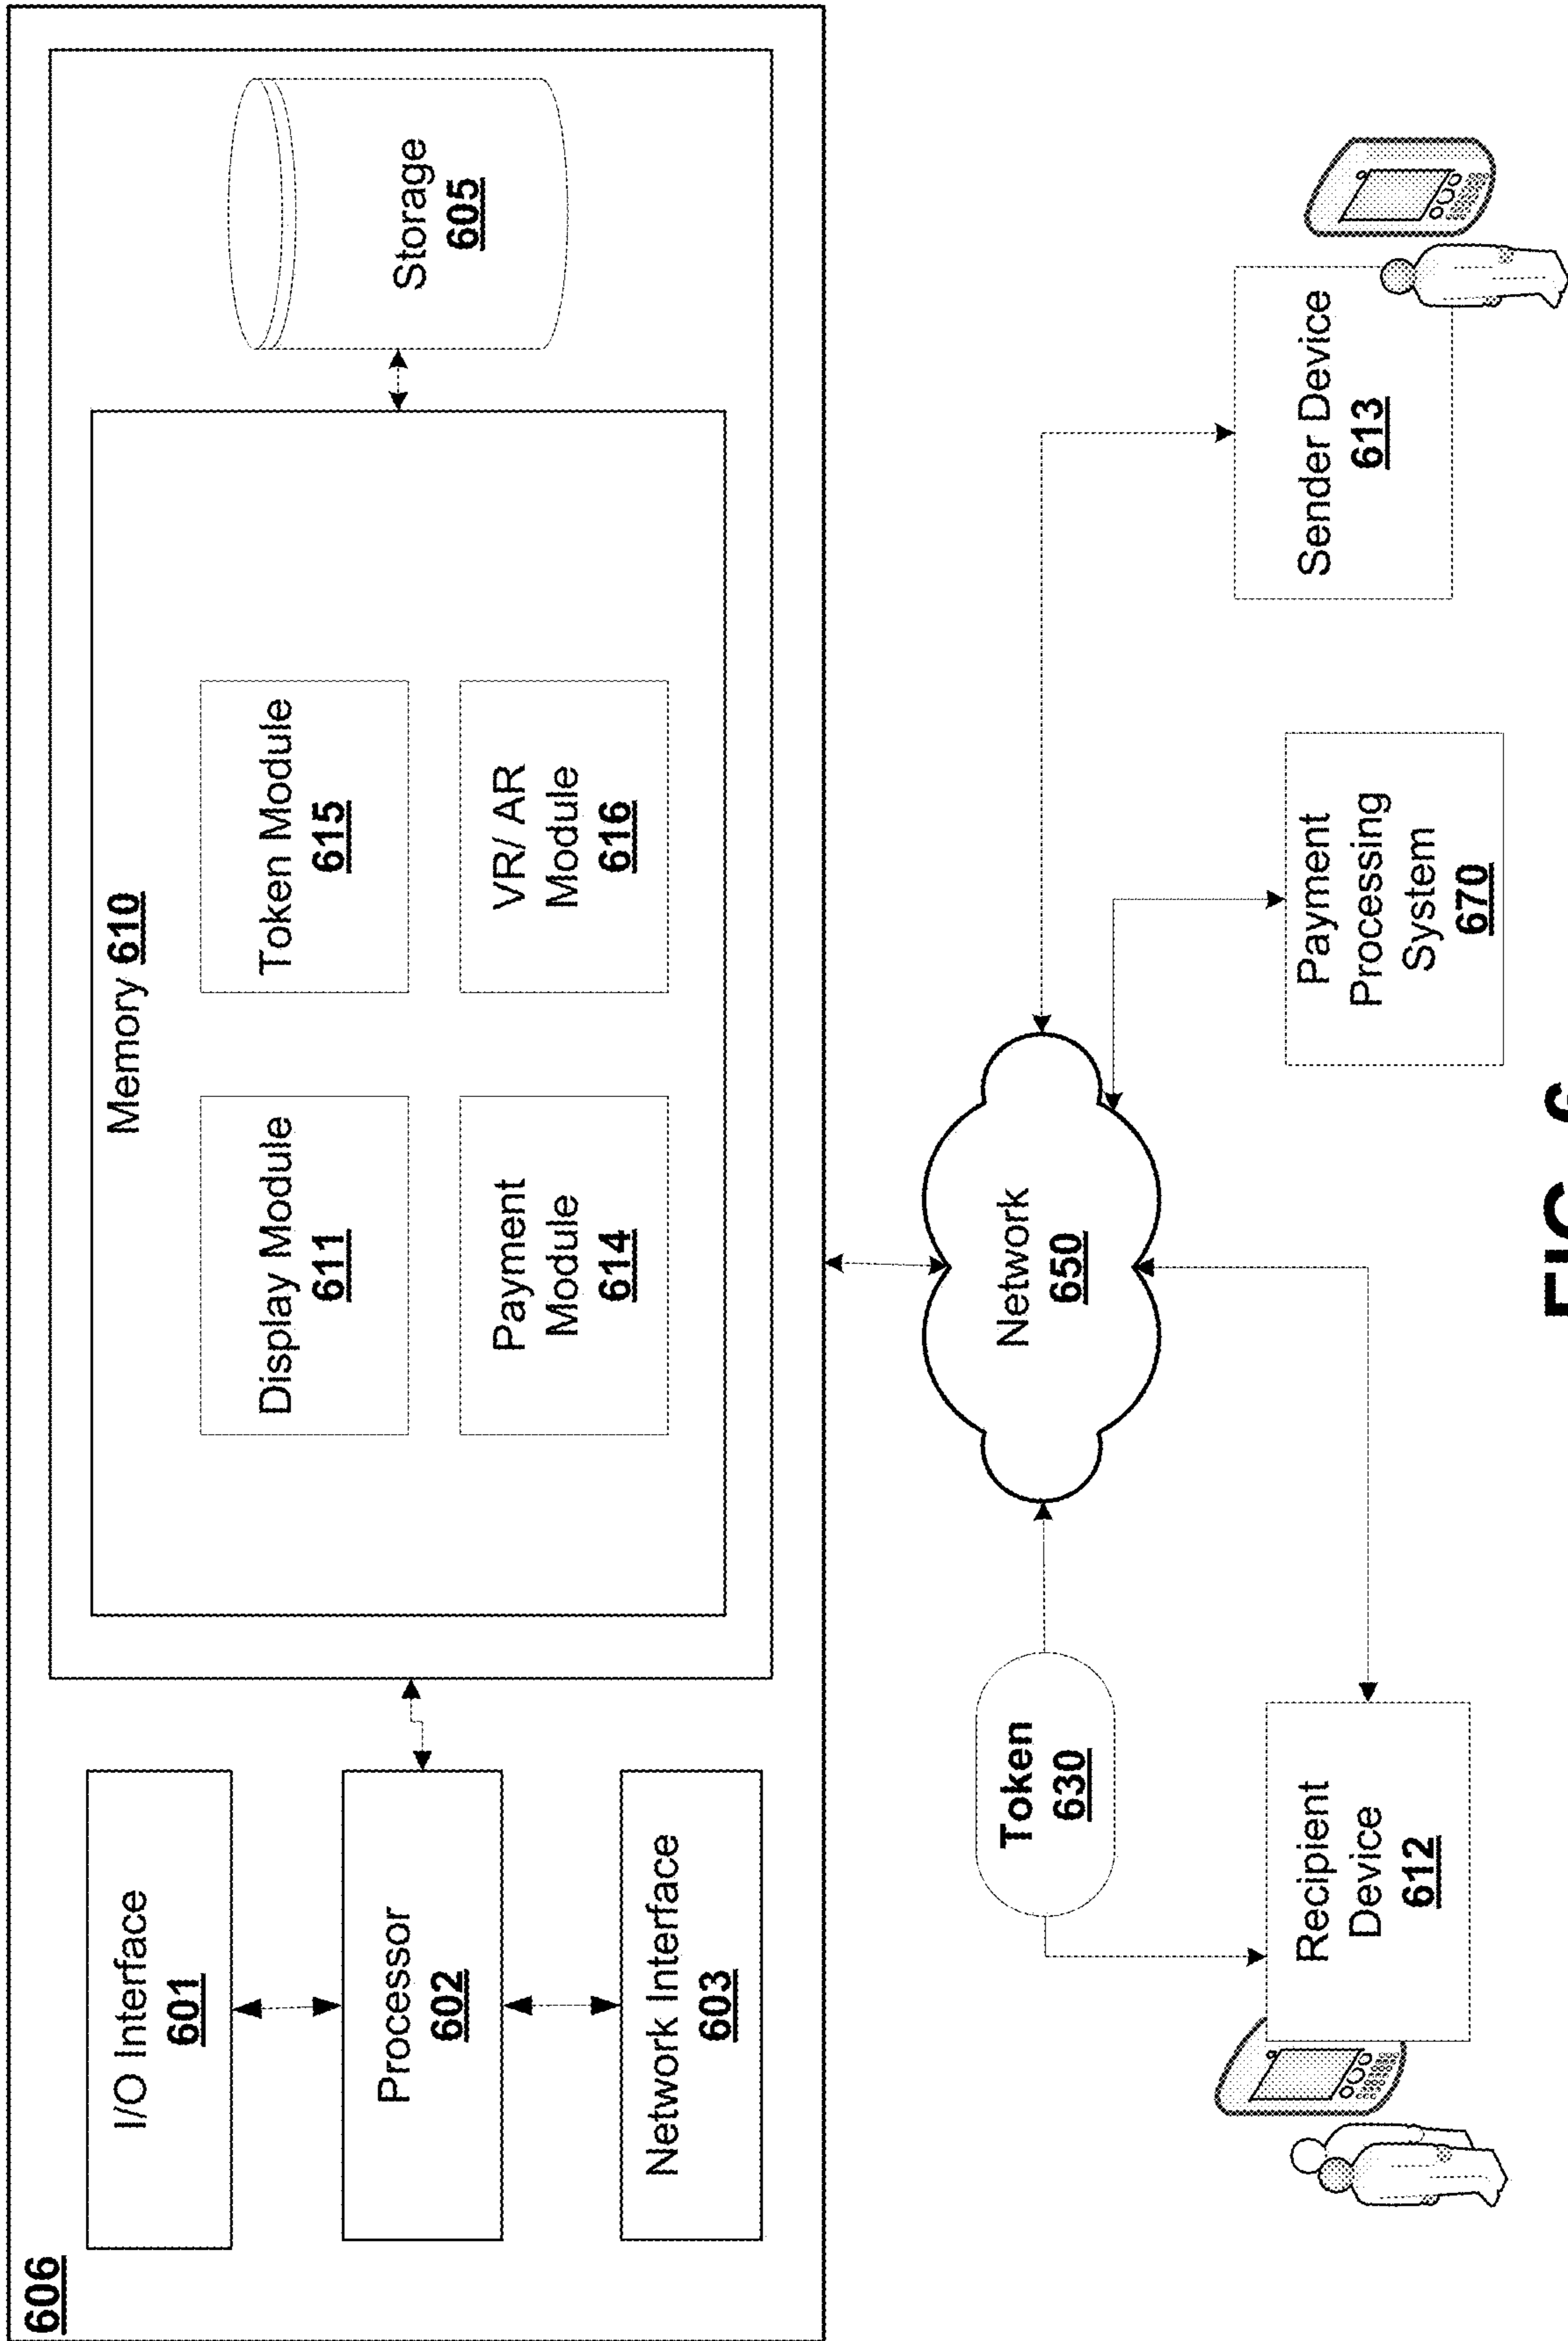 606
I/O Interface
601
Processor
602
Network Interface
603
Memory 610
Display Module
611
Token Module
615
Payment
Module
614
VR/ AR
Module
616
Storage
605
Token
630
Network
650
Recipient
Device
612
Payment
Processing
System
670
Sender Device
613